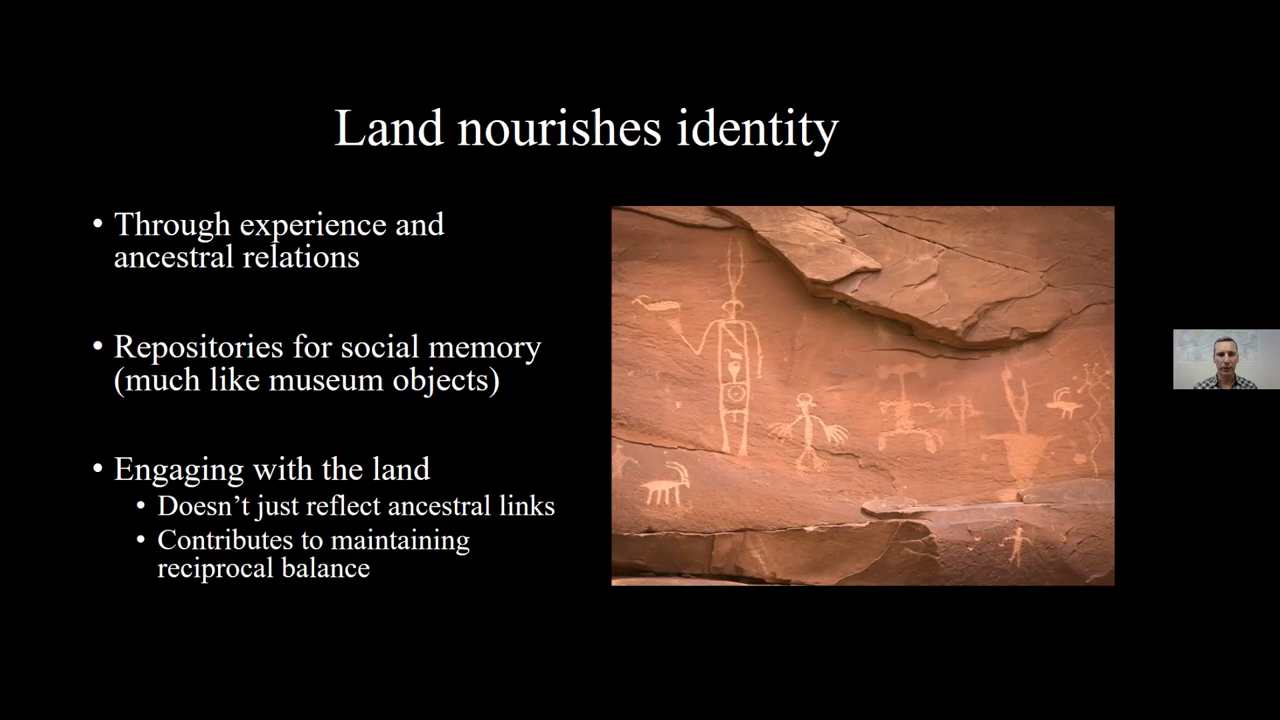 Land nourishes identity
• Through experience and
ancestral relations
• Repositories for social memory
(much like museum objects)
• Engaging with the land
• Doesn’t just reflect ancestral links
• Contributes to maintaining
reciprocal balance